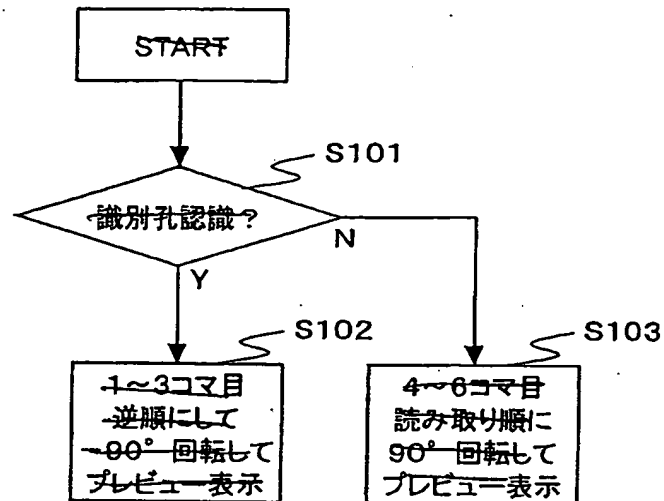 START
S101
識別孔認識?
N
Y
S102
S103
1~3コマ目
逆順にして
-90° 回転して
プレビュー表示
4~6コマ目
読み取り順に
90° 回転して
プレビュー表示